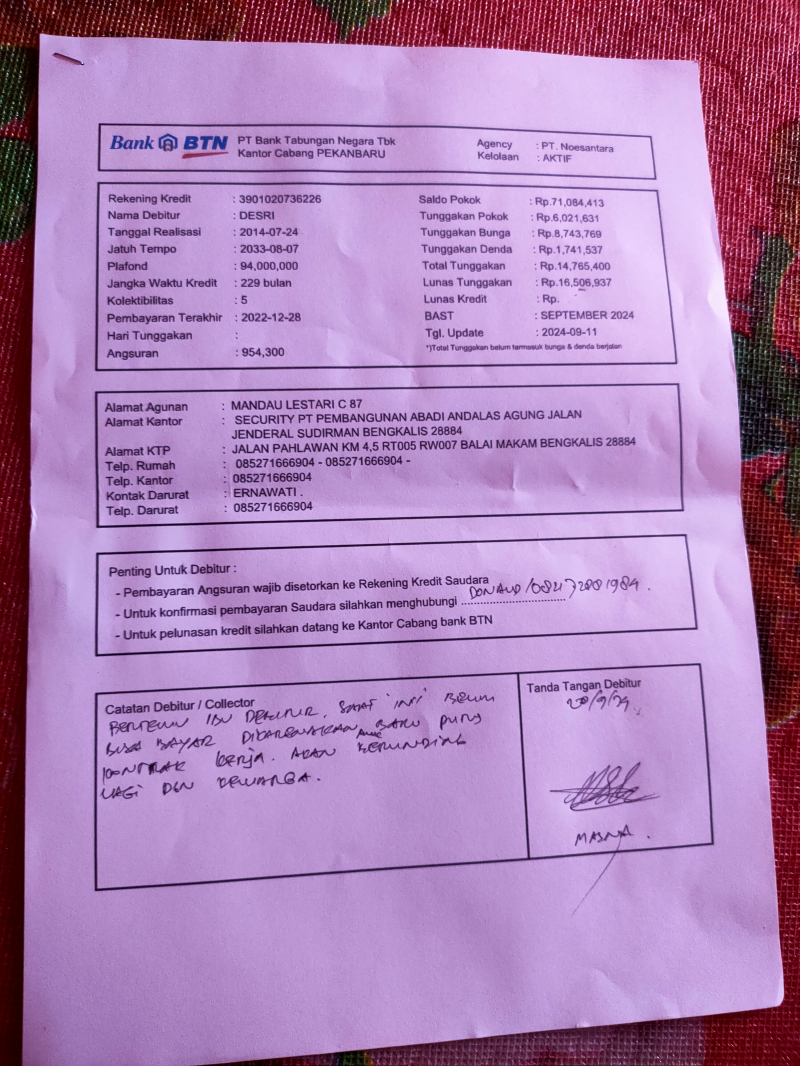 Bank BTN PT Bank Tabungan Negara Tbk
Kantor Cabang PEKANBARU
Agency : PT. Noesantara
Kelolaan : AKTIF
Rekening Kredit : 3901020736226
Nama Debitur : DESRI
Tanggal Realisasi : 2014-07-24
Jatuh Tempo : 2033-08-07
Plafond : 94,000,000
Jangka Waktu Kredit : 229 bulan
Kolektibilitas : 5
Pembayaran Terakhir : 2022-12-28
Hari Tunggakan :
Angsuran : 954,300
Saldo Pokok : Rp.71,084,413
Tunggakan Pokok : Rp.6,021,631
Tunggakan Bunga : Rp.8,743,769
Tunggakan Denda : Rp.1,741,537
Total Tunggakan : Rp.14,765,400
Lunas Tunggakan : Rp.16,506,937
Lunas Kredit : Rp. -
BAST : SEPTEMBER 2024
Tgl. Update : 2024-09-11
*)Total Tunggakan belum termasuk bunga & denda berjalan
Alamat Agunan : MANDAU LESTARI C 87
Alamat Kantor : SECURITY PT PEMBANGUNAN ABADI ANDALAS AGUNG JALAN
JENDERAL SUDIRMAN BENGKALIS 28884
Alamat KTP : JALAN PAHLAWAN KM 4,5 RT005 RW007 BALAI MAKAM BENGKALIS 28884
Telp. Rumah : 085271666904 - 085271666904 -
Telp. Kantor : 085271666904
Kontak Darurat : ERNAWATI .
Telp. Darurat : 085271666904
Penting Untuk Debitur :
- Pembayaran Angsuran wajib disetorkan ke Rekening Kredit Saudara
- Untuk konfirmasi pembayaran Saudara silahkan menghubungi DONALD /
- Untuk pelunasan kredit silahkan datang ke Kantor Cabang bank BTN
Catatan Debitur / Collector
BERTEMU IBU DEBITUR. SAAT INI BELUM
BISA BAYAR DIKARENAKAN BARU PUTUS
KONTRAK KERJA. AKAN BERUNDING
LAGI DGN KELUARGA.
Tanda Tangan Debitur
20/9/24
MASNA .